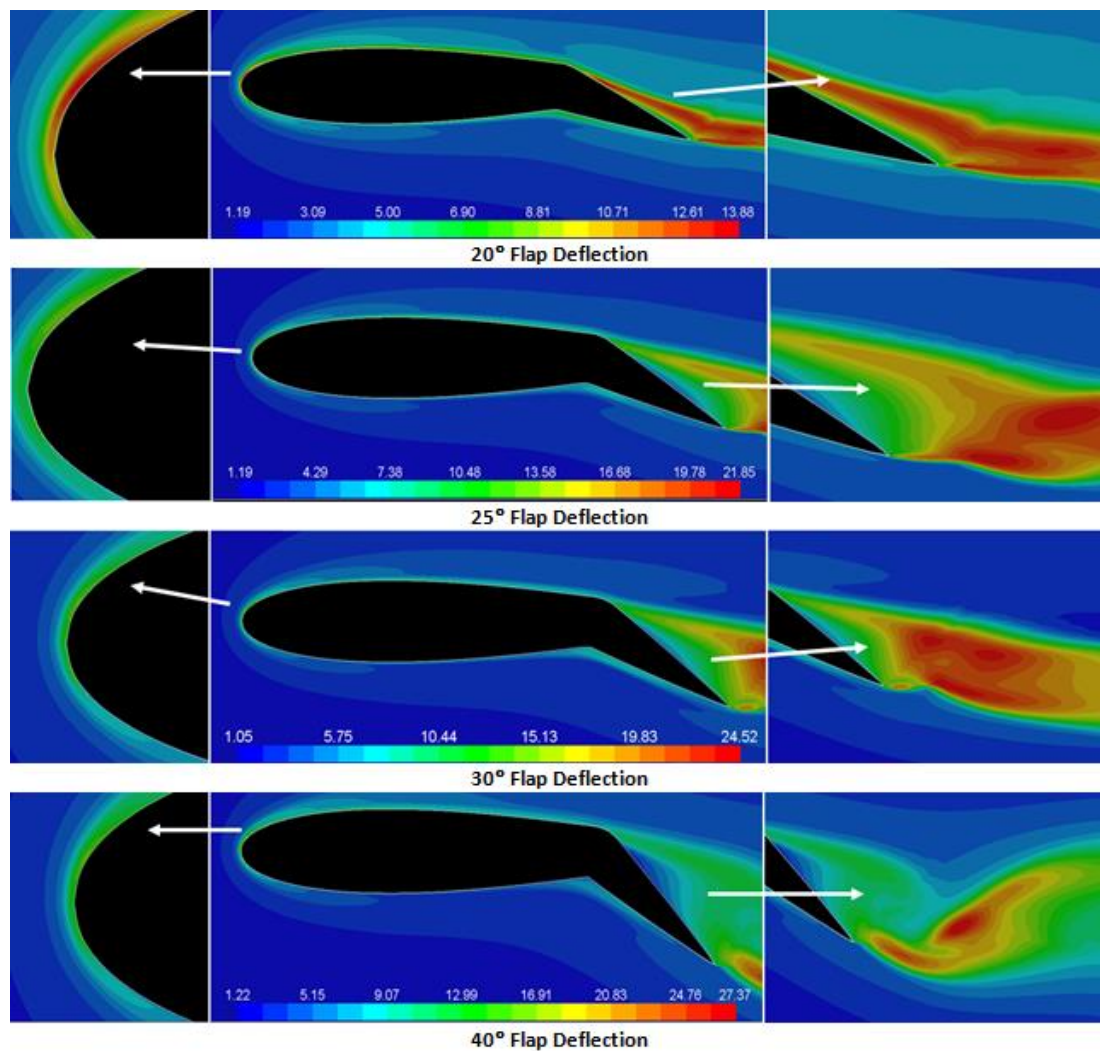 1.19 3.09 5.00 6.90 8.81 10.71 12.61 13.88
20° Flap Deflection
1.19 4.29 7.38 10.48 13.58 16.68 19.78 21.85
25° Flap Deflection
1.05 5.75 10.44 15.13 19.83 24.52
30° Flap Deflection
1.22 5.15 9.07 12.99 16.91 20.83 24.76 27.37
40° Flap Deflection